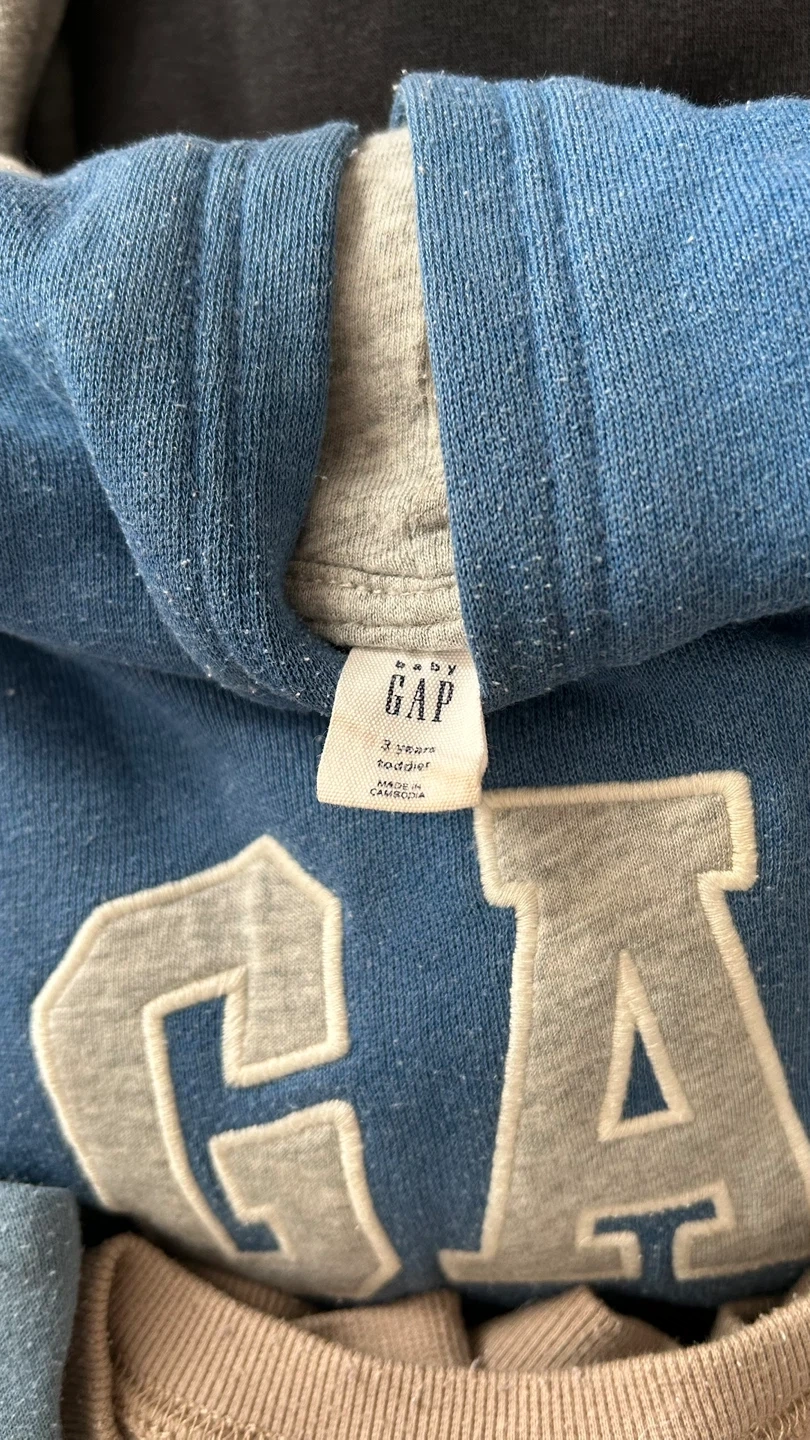 baby
GAP
3 years
toddler
MADE IN
CAMBODIA
GA